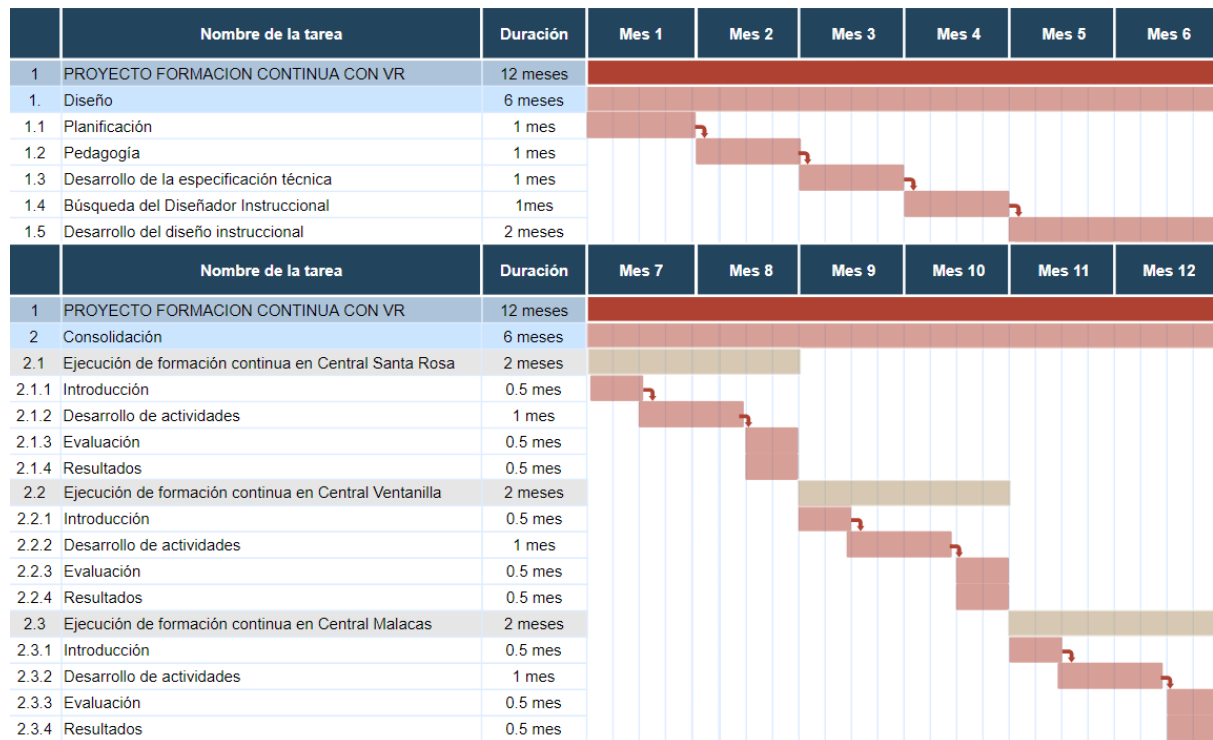 Nombre de la tarea Duración Mes 1 Mes 2 Mes 3 Mes 4 Mes 5 Mes 6
1 PROYECTO FORMACION CONTINUA CON VR 12 meses
1. Diseño 6 meses
1.1 Planificación 1 mes
1.2 Pedagogía 1 mes
1.3 Desarrollo de la especificación técnica 1 mes
1.4 Búsqueda del Diseñador Instruccional 1mes
1.5 Desarrollo del diseño instruccional 2 meses
Nombre de la tarea Duración Mes 7 Mes 8 Mes 9 Mes 10 Mes 11 Mes 12
1 PROYECTO FORMACION CONTINUA CON VR 12 meses
2 Consolidación 6 meses
2.1 Ejecución de formación continua en Central Santa Rosa 2 meses
2.1.1 Introducción 0.5 mes
2.1.2 Desarrollo de actividades 1 mes
2.1.3 Evaluación 0.5 mes
2.1.4 Resultados 0.5 mes
2.2 Ejecución de formación continua en Central Ventanilla 2 meses
2.2.1 Introducción 0.5 mes
2.2.2 Desarrollo de actividades 1 mes
2.2.3 Evaluación 0.5 mes
2.2.4 Resultados 0.5 mes
2.3 Ejecución de formación continua en Central Malacas 2 meses
2.3.1 Introducción 0.5 mes
2.3.2 Desarrollo de actividades 1 mes
2.3.3 Evaluación 0.5 mes
2.3.4 Resultados 0.5 mes